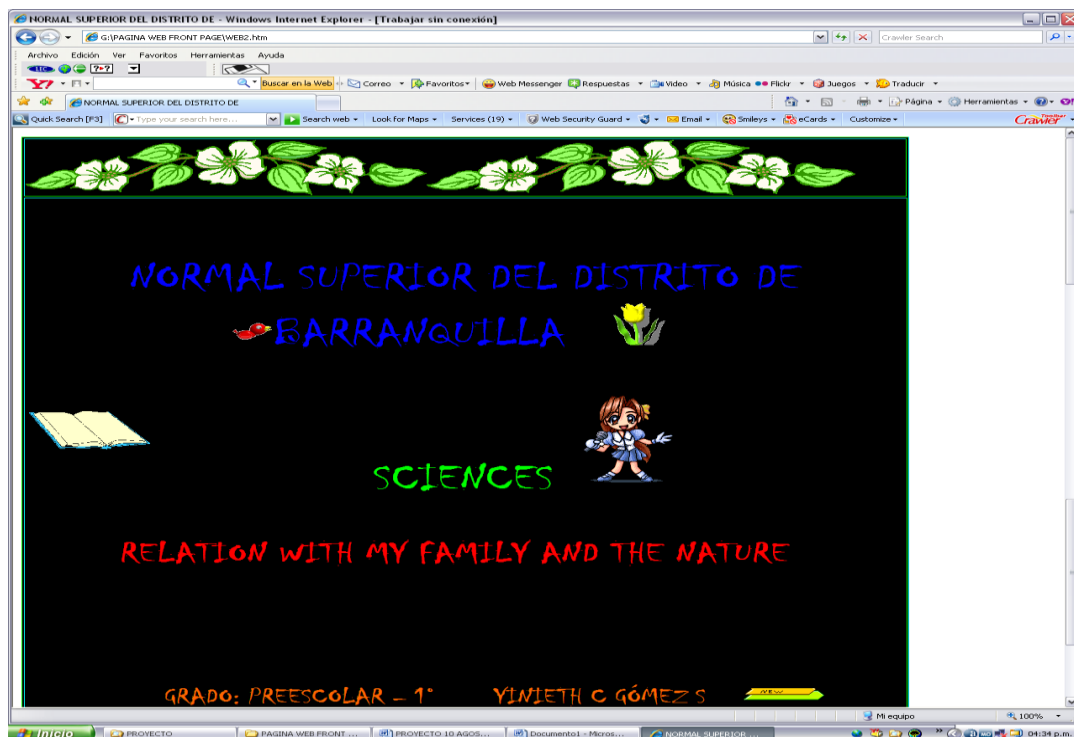 NORMAL SUPERIOR DEL DISTRITO DE - Windows Internet Explorer - [Trabajar sin conexión]
G:\PAGINA WEB FRONT PAGE\WEB2.htm
Crawler Search
Archivo Edición Ver Favoritos Herramientas Ayuda
Buscar en la Web Correo Favoritos Web Messenger Respuestas Video Música Flickr Juegos Traducir
NORMAL SUPERIOR DEL DISTRITO DE
Página Herramientas
Quick Search [F3] Type your search here... Search web Look for Maps Services (19) Web Security Guard Email Smileys eCards Customize Crawler Toolbar
NORMAL SUPERIOR DEL DISTRITO DE
BARRANQUILLA
SCIENCES
RELATION WITH MY FAMILY AND THE NATURE
GRADO: PREESCOLAR – 1° YINIETH C GÓMEZ S NEW
Mi equipo 100%
Inicio PROYECTO PAGINA WEB FRONT ... PROYECTO 10 AGOS... Documento1 - Micros... NORMAL SUPERIOR ... 04:34 p.m.